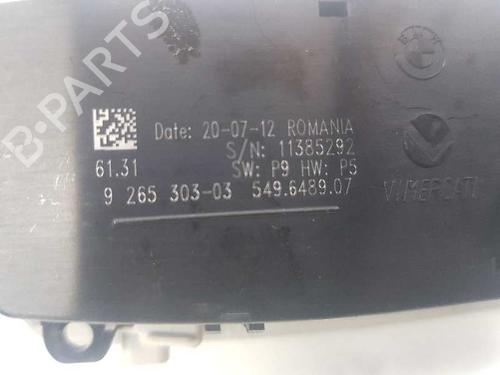 B-PARTS
BMW
Date: 20-07-12 ROMANIA
S/N: 11385292
61.31 SW: P9 HW: P5
9 265 303-03 549.6489.07
VIMERCATI